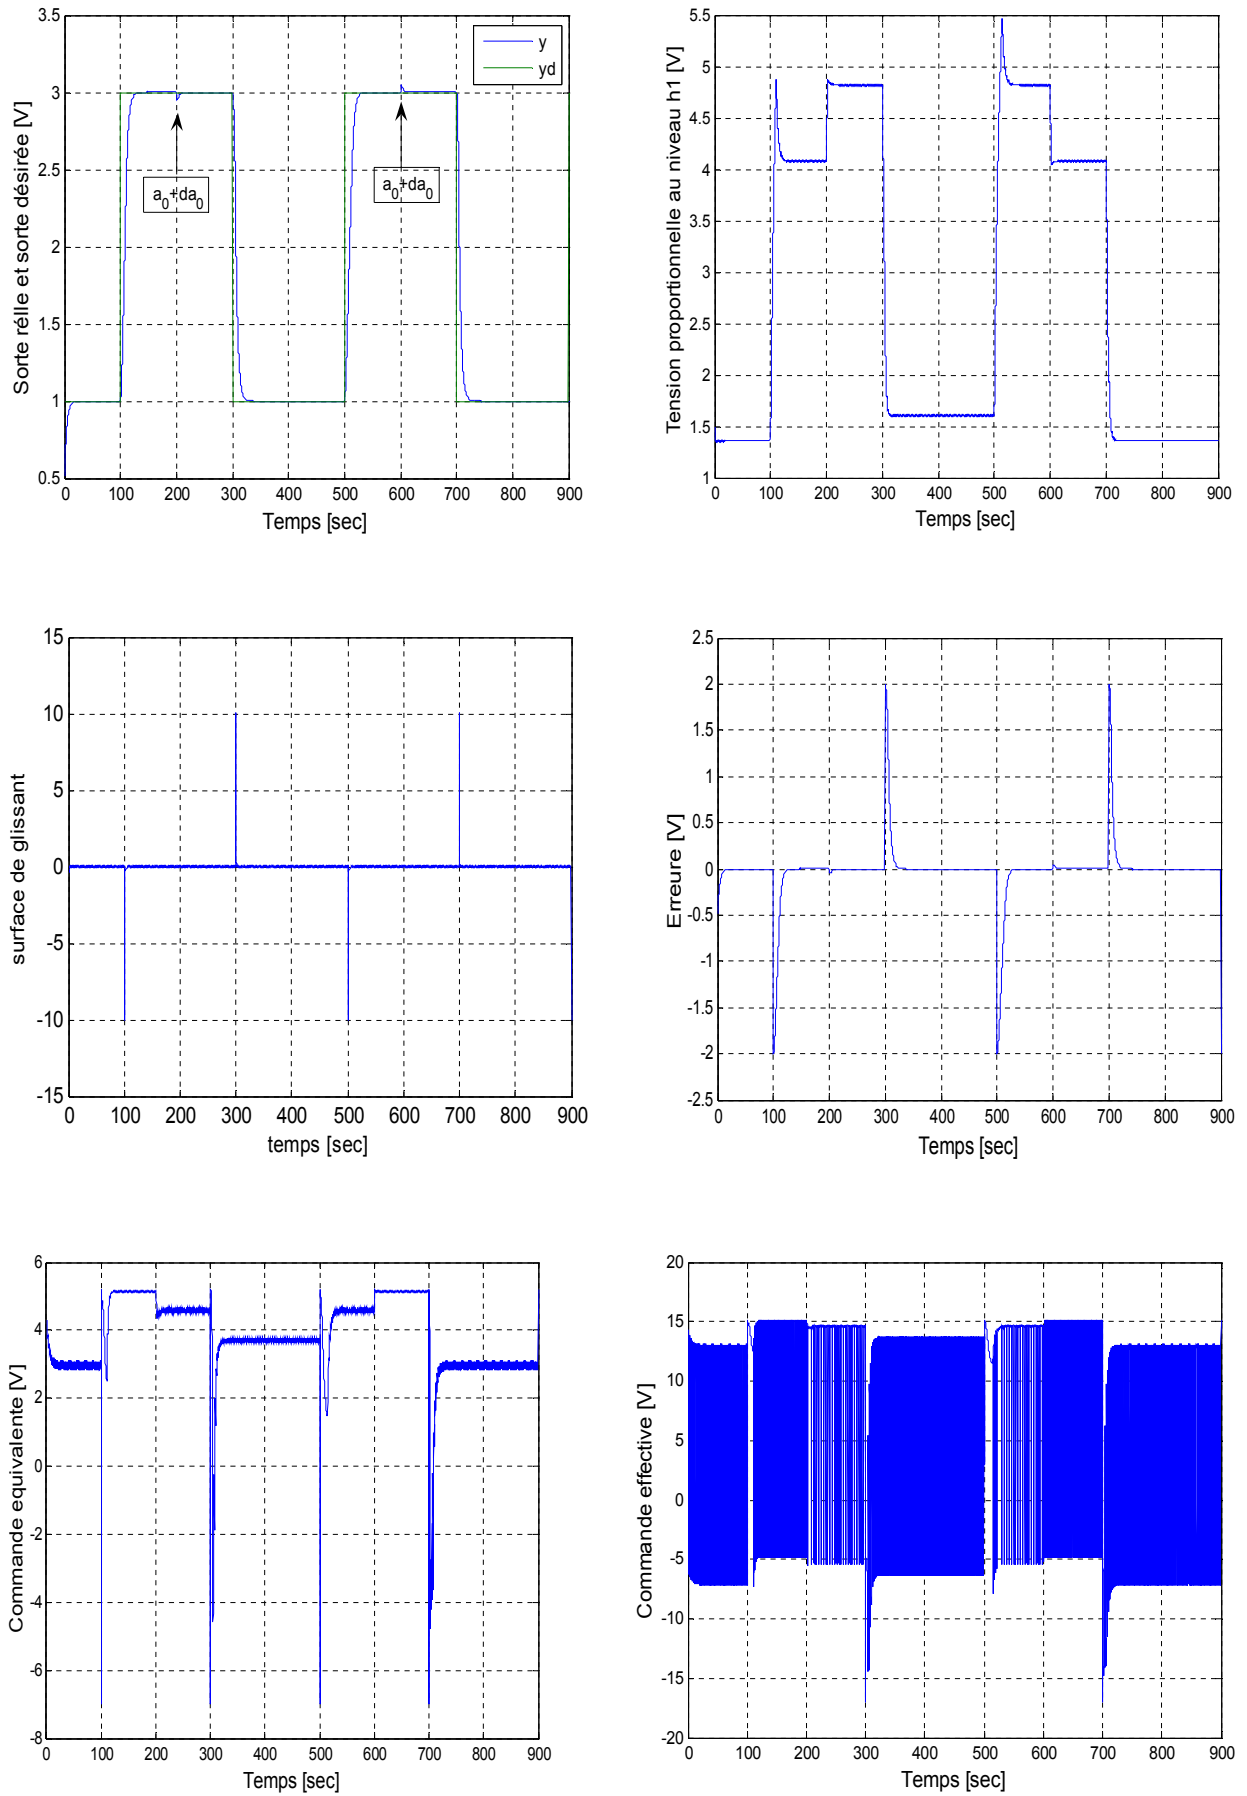 Sorte rélle et sorte désirée [V]
3.5
3
2.5
2
1.5
1
0.5
y
yd
a0+da0
a0+da0
0 100 200 300 400 500 600 700 800 900
Temps [sec]
Tension proportionnelle au niveau h1 [V]
5.5
5
4.5
4
3.5
3
2.5
2
1.5
1
0 100 200 300 400 500 600 700 800 900
Temps [sec]
surface de glissant
15
10
5
0
-5
-10
-15
0 100 200 300 400 500 600 700 800 900
temps [sec]
Erreure [V]
2.5
2
1.5
1
0.5
0
-0.5
-1
-1.5
-2
-2.5
0 100 200 300 400 500 600 700 800 900
Temps [sec]
Commande equivalente [V]
6
4
2
0
-2
-4
-6
-8
0 100 200 300 400 500 600 700 800 900
Temps [sec]
Commande effective [V]
20
15
10
5
0
-5
-10
-15
-20
0 100 200 300 400 500 600 700 800 900
Temps [sec]